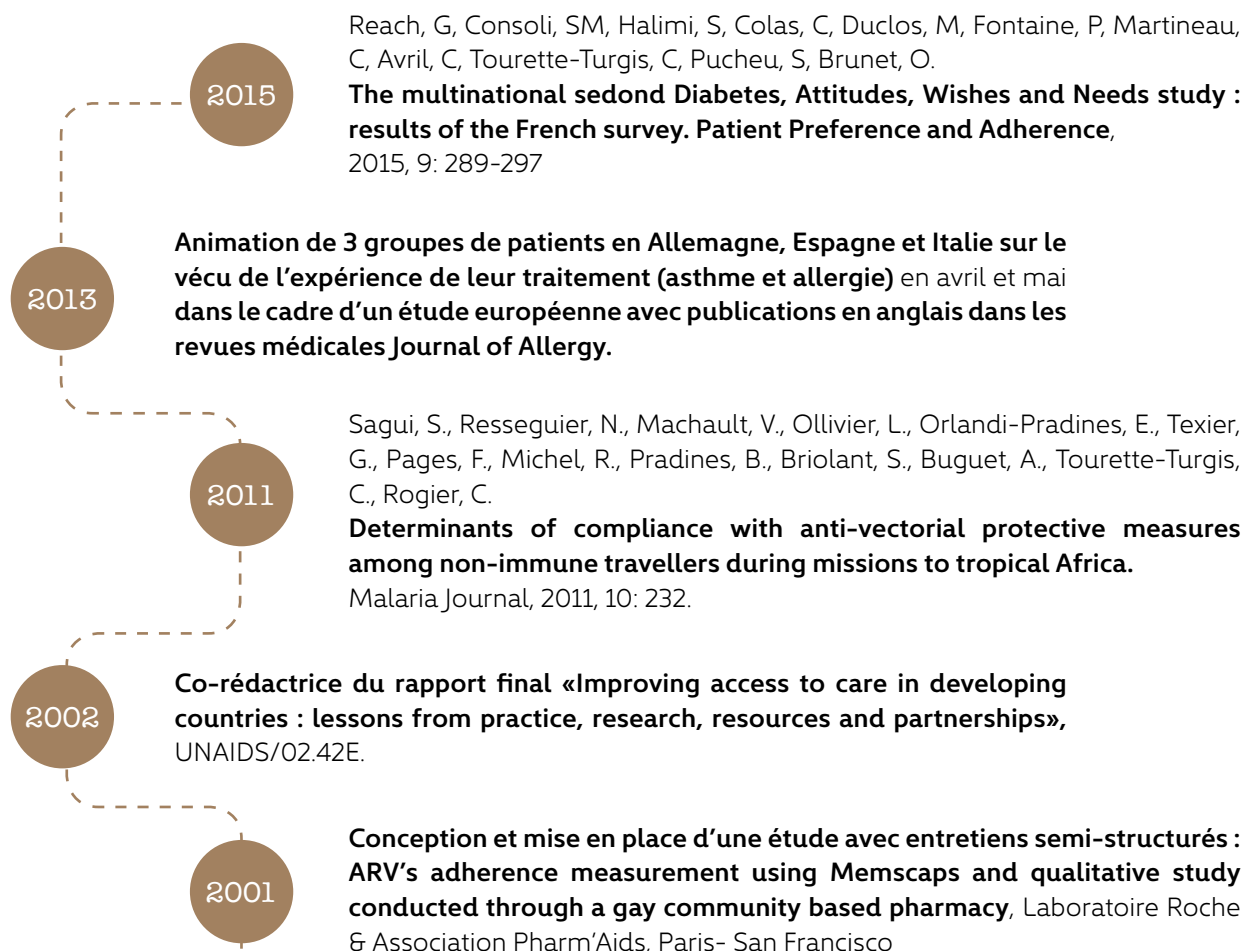 2015
Reach, G, Consoli, SM, Halimi, S, Colas, C, Duclos, M, Fontaine, P, Martineau,
C, Avril, C, Tourette-Turgis, C, Pucheu, S, Brunet, O.
The multinational sedond Diabetes, Attitudes, Wishes and Needs study :
results of the French survey. Patient Preference and Adherence,
2015, 9: 289-297
2013
Animation de 3 groupes de patients en Allemagne, Espagne et Italie sur le
vécu de l’expérience de leur traitement (asthme et allergie) en avril et mai
dans le cadre d’un étude européenne avec publications en anglais dans les
revues médicales Journal of Allergy.
2011
Sagui, S., Resseguier, N., Machault, V., Ollivier, L., Orlandi-Pradines, E., Texier,
G., Pages, F., Michel, R., Pradines, B., Briolant, S., Buguet, A., Tourette-Turgis,
C., Rogier, C.
Determinants of compliance with anti-vectorial protective measures
among non-immune travellers during missions to tropical Africa.
Malaria Journal, 2011, 10: 232.
2002
Co-rédactrice du rapport final «Improving access to care in developing
countries : lessons from practice, research, resources and partnerships»,
UNAIDS/02.42E.
2001
Conception et mise en place d’une étude avec entretiens semi-structurés :
ARV’s adherence measurement using Memscaps and qualitative study
conducted through a gay community based pharmacy, Laboratoire Roche
& Association Pharm’Aids, Paris- San Francisco